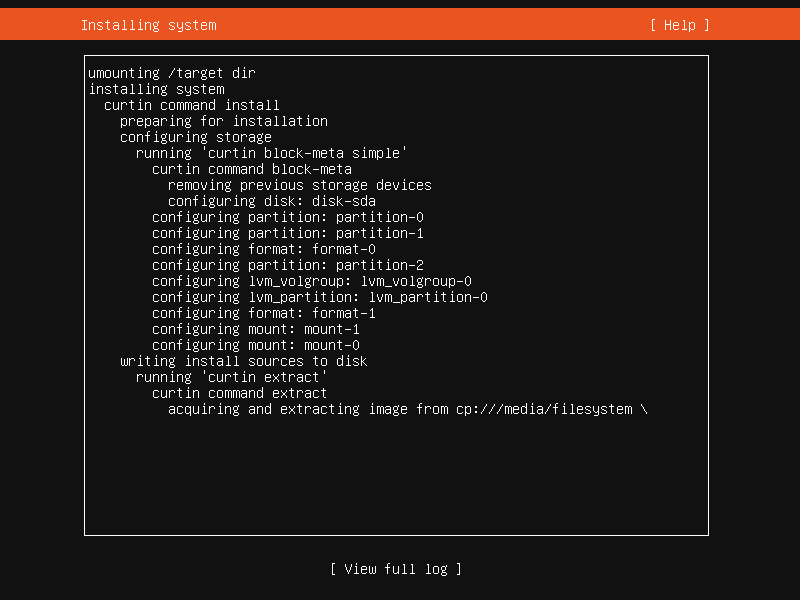 Installing system [ Help ]
umounting /target dir
installing system
curtin command install
preparing for installation
configuring storage
running 'curtin block-meta simple'
curtin command block-meta
removing previous storage devices
configuring disk: disk-sda
configuring partition: partition-0
configuring partition: partition-1
configuring format: format-0
configuring partition: partition-2
configuring lvm_volgroup: lvm_volgroup-0
configuring lvm_partition: lvm_partition-0
configuring format: format-1
configuring mount: mount-1
configuring mount: mount-0
writing install sources to disk
running 'curtin extract'
curtin command extract
acquiring and extracting image from cp:///media/filesystem \
[ View full log ]